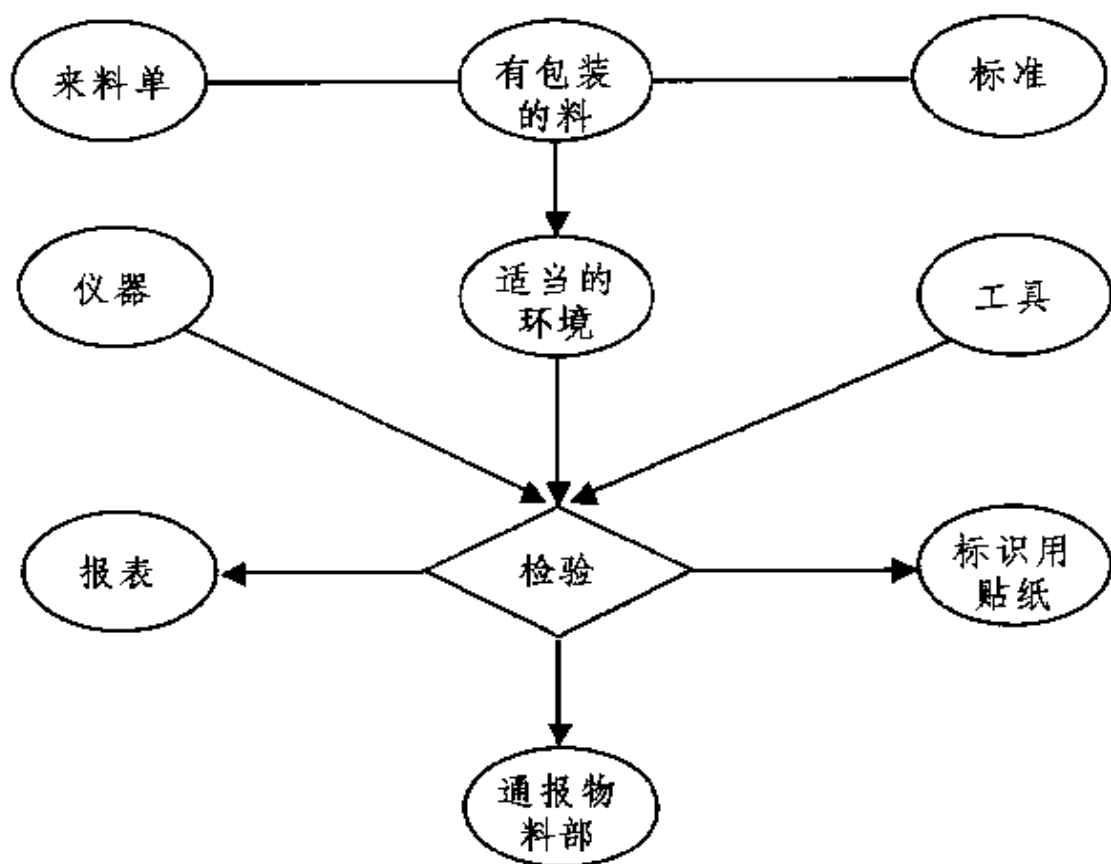 来料单
有包装
的料
标准
仪器
适当的
环境
工具
报表
检验
标识用
贴纸
通报物
料部